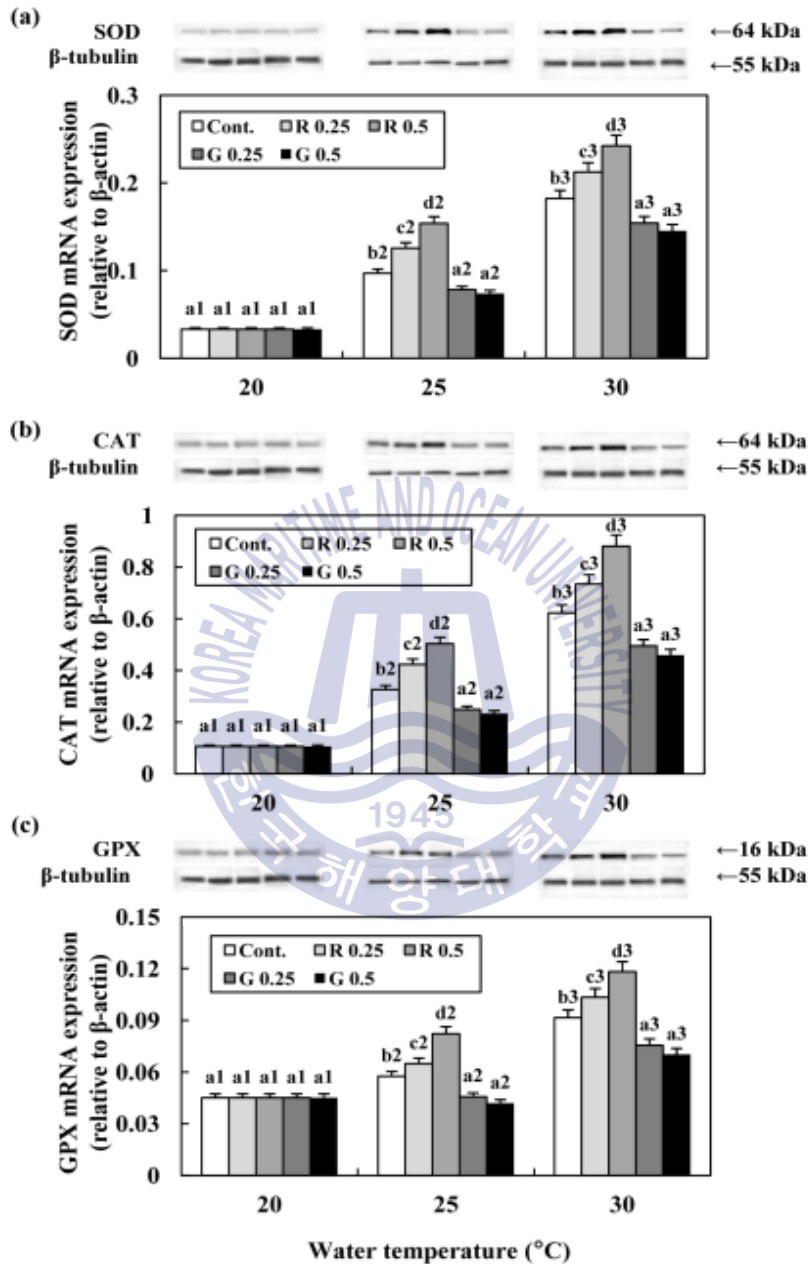 (a)
SOD
←64 kDa
β-tubulin
←55 kDa
0.3
0.2
0.1
0
SOD mRNA expression
(relative to β-actin)
Cont. R 0.25 R 0.5
G 0.25 G 0.5
a1 a1 a1 a1 a1
b2 c2 d2 a2 a2
b3 c3 d3 a3 a3
20 25 30
(b)
CAT
←64 kDa
β-tubulin
←55 kDa
1
0.8
0.6
0.4
0.2
0
CAT mRNA expression
(relative to β-actin)
Cont. R 0.25 R 0.5
G 0.25 G 0.5
a1 a1 a1 a1 a1
b2 c2 d2 a2 a2
b3 c3 d3 a3 a3
20 25 30
KOREA MARITIME AND OCEAN UNIVERSITY
1945
한국해양대학교
(c)
GPX
←16 kDa
β-tubulin
←55 kDa
0.15
0.12
0.09
0.06
0.03
0
GPX mRNA expression
(relative to β-actin)
Cont. R 0.25 R 0.5
G 0.25 G 0.5
a1 a1 a1 a1 a1
b2 c2 d2 a2 a2
b3 c3 d3 a3 a3
20 25 30
Water temperature (°C)